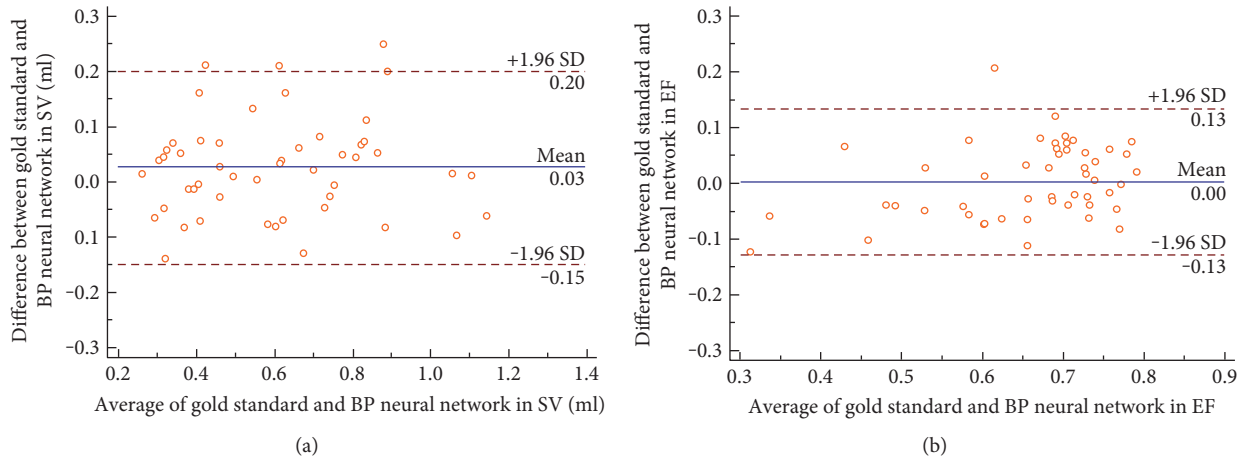 Difference between gold standard and
BP neural network in SV (ml)
0.3
0.2
0.1
0.0
0.1
−0.2
−0.3
+1.96 SD
0.20
Mean
0.03
−1.96 SD
−0.15
0.2 0.4 0.6 0.8 1.0 1.2 1.4
Average of gold standard and BP neural network in SV (ml)
(a)
Difference between gold standard and
BP neural network in EF
0.3
0.2
0.1
0.0
−0.1
−0.2
−0.3
+1.96 SD
0.13
Mean
0.00
−1.96 SD
−0.13
0.3 0.4 0.5 0.6 0.7 0.8 0.9
Average of gold standard and BP neural network in EF
(b)